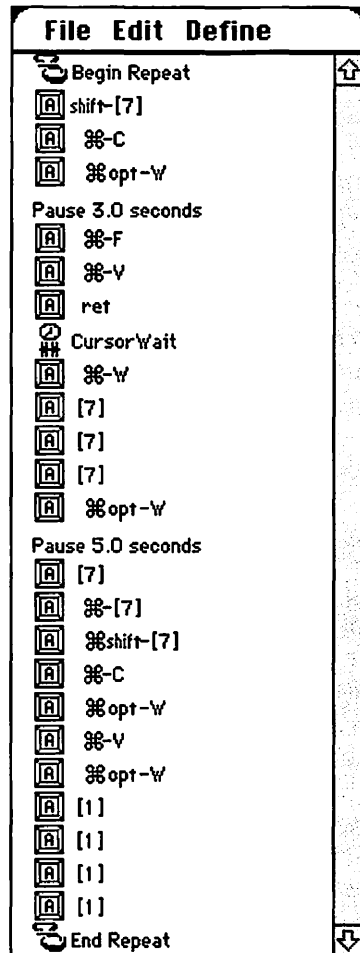 File Edit Define
Begin Repeat
A shift-[7]
A ⌘-C
A ⌘opt-W
Pause 3.0 seconds
A ⌘-F
A ⌘-V
A ret
CursorWait
A ⌘-W
A [7]
A [7]
A [7]
A ⌘opt-W
Pause 5.0 seconds
A [7]
A ⌘-[7]
A ⌘shift-[7]
A ⌘-C
A ⌘opt-W
A ⌘-V
A ⌘opt-W
A [1]
A [1]
A [1]
A [1]
End Repeat